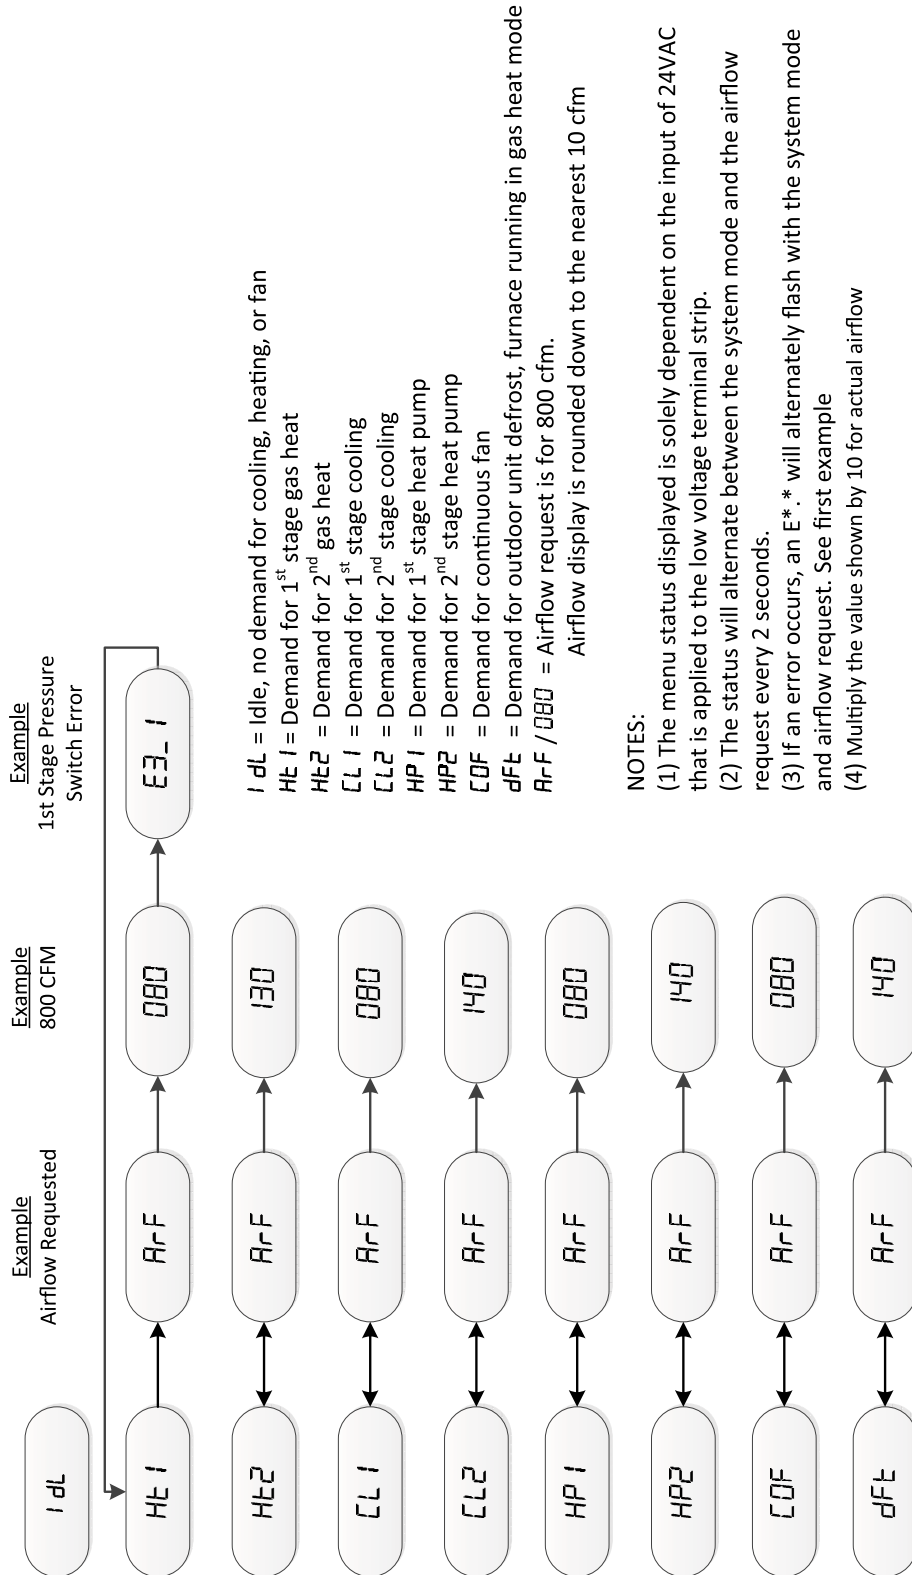 Example
Airflow Requested
Example
800 CFM
Example
1st Stage Pressure
Switch Error
IdL
Ht1
ArF
080
E3_1
Ht2
ArF
130
CL1
ArF
080
CL2
ArF
140
HP1
ArF
080
HP2
ArF
140
COF
ArF
080
dFt
ArF
140
IdL = Idle, no demand for cooling, heating, or fan
Ht1 = Demand for 1st stage gas heat
Ht2 = Demand for 2nd gas heat
CL1 = Demand for 1st stage cooling
CL2 = Demand for 2nd stage cooling
HP1 = Demand for 1st stage heat pump
HP2 = Demand for 2nd stage heat pump
COF = Demand for continuous fan
dFt = Demand for outdoor unit defrost, furnace running in gas heat mode
ArF / 080 = Airflow request is for 800 cfm.
Airflow display is rounded down to the nearest 10 cfm
NOTES:
(1) The menu status displayed is solely dependent on the input of 24VAC
that is applied to the low voltage terminal strip.
(2) The status will alternate between the system mode and the airflow
request every 2 seconds.
(3) If an error occurs, an E*.* will alternately flash with the system mode
and airflow request. See first example
(4) Multiply the value shown by 10 for actual airflow